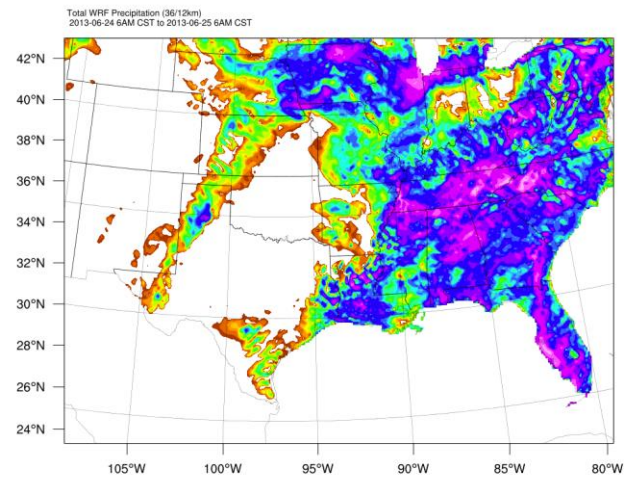 Total WRF Precipitation (36/12km)
2013-06-24 6AM CST to 2013-06-25 6AM CST
42°N
40°N
38°N
36°N
34°N
32°N
30°N
28°N
26°N
24°N
105°W 100°W 95°W 90°W 85°W 80°W